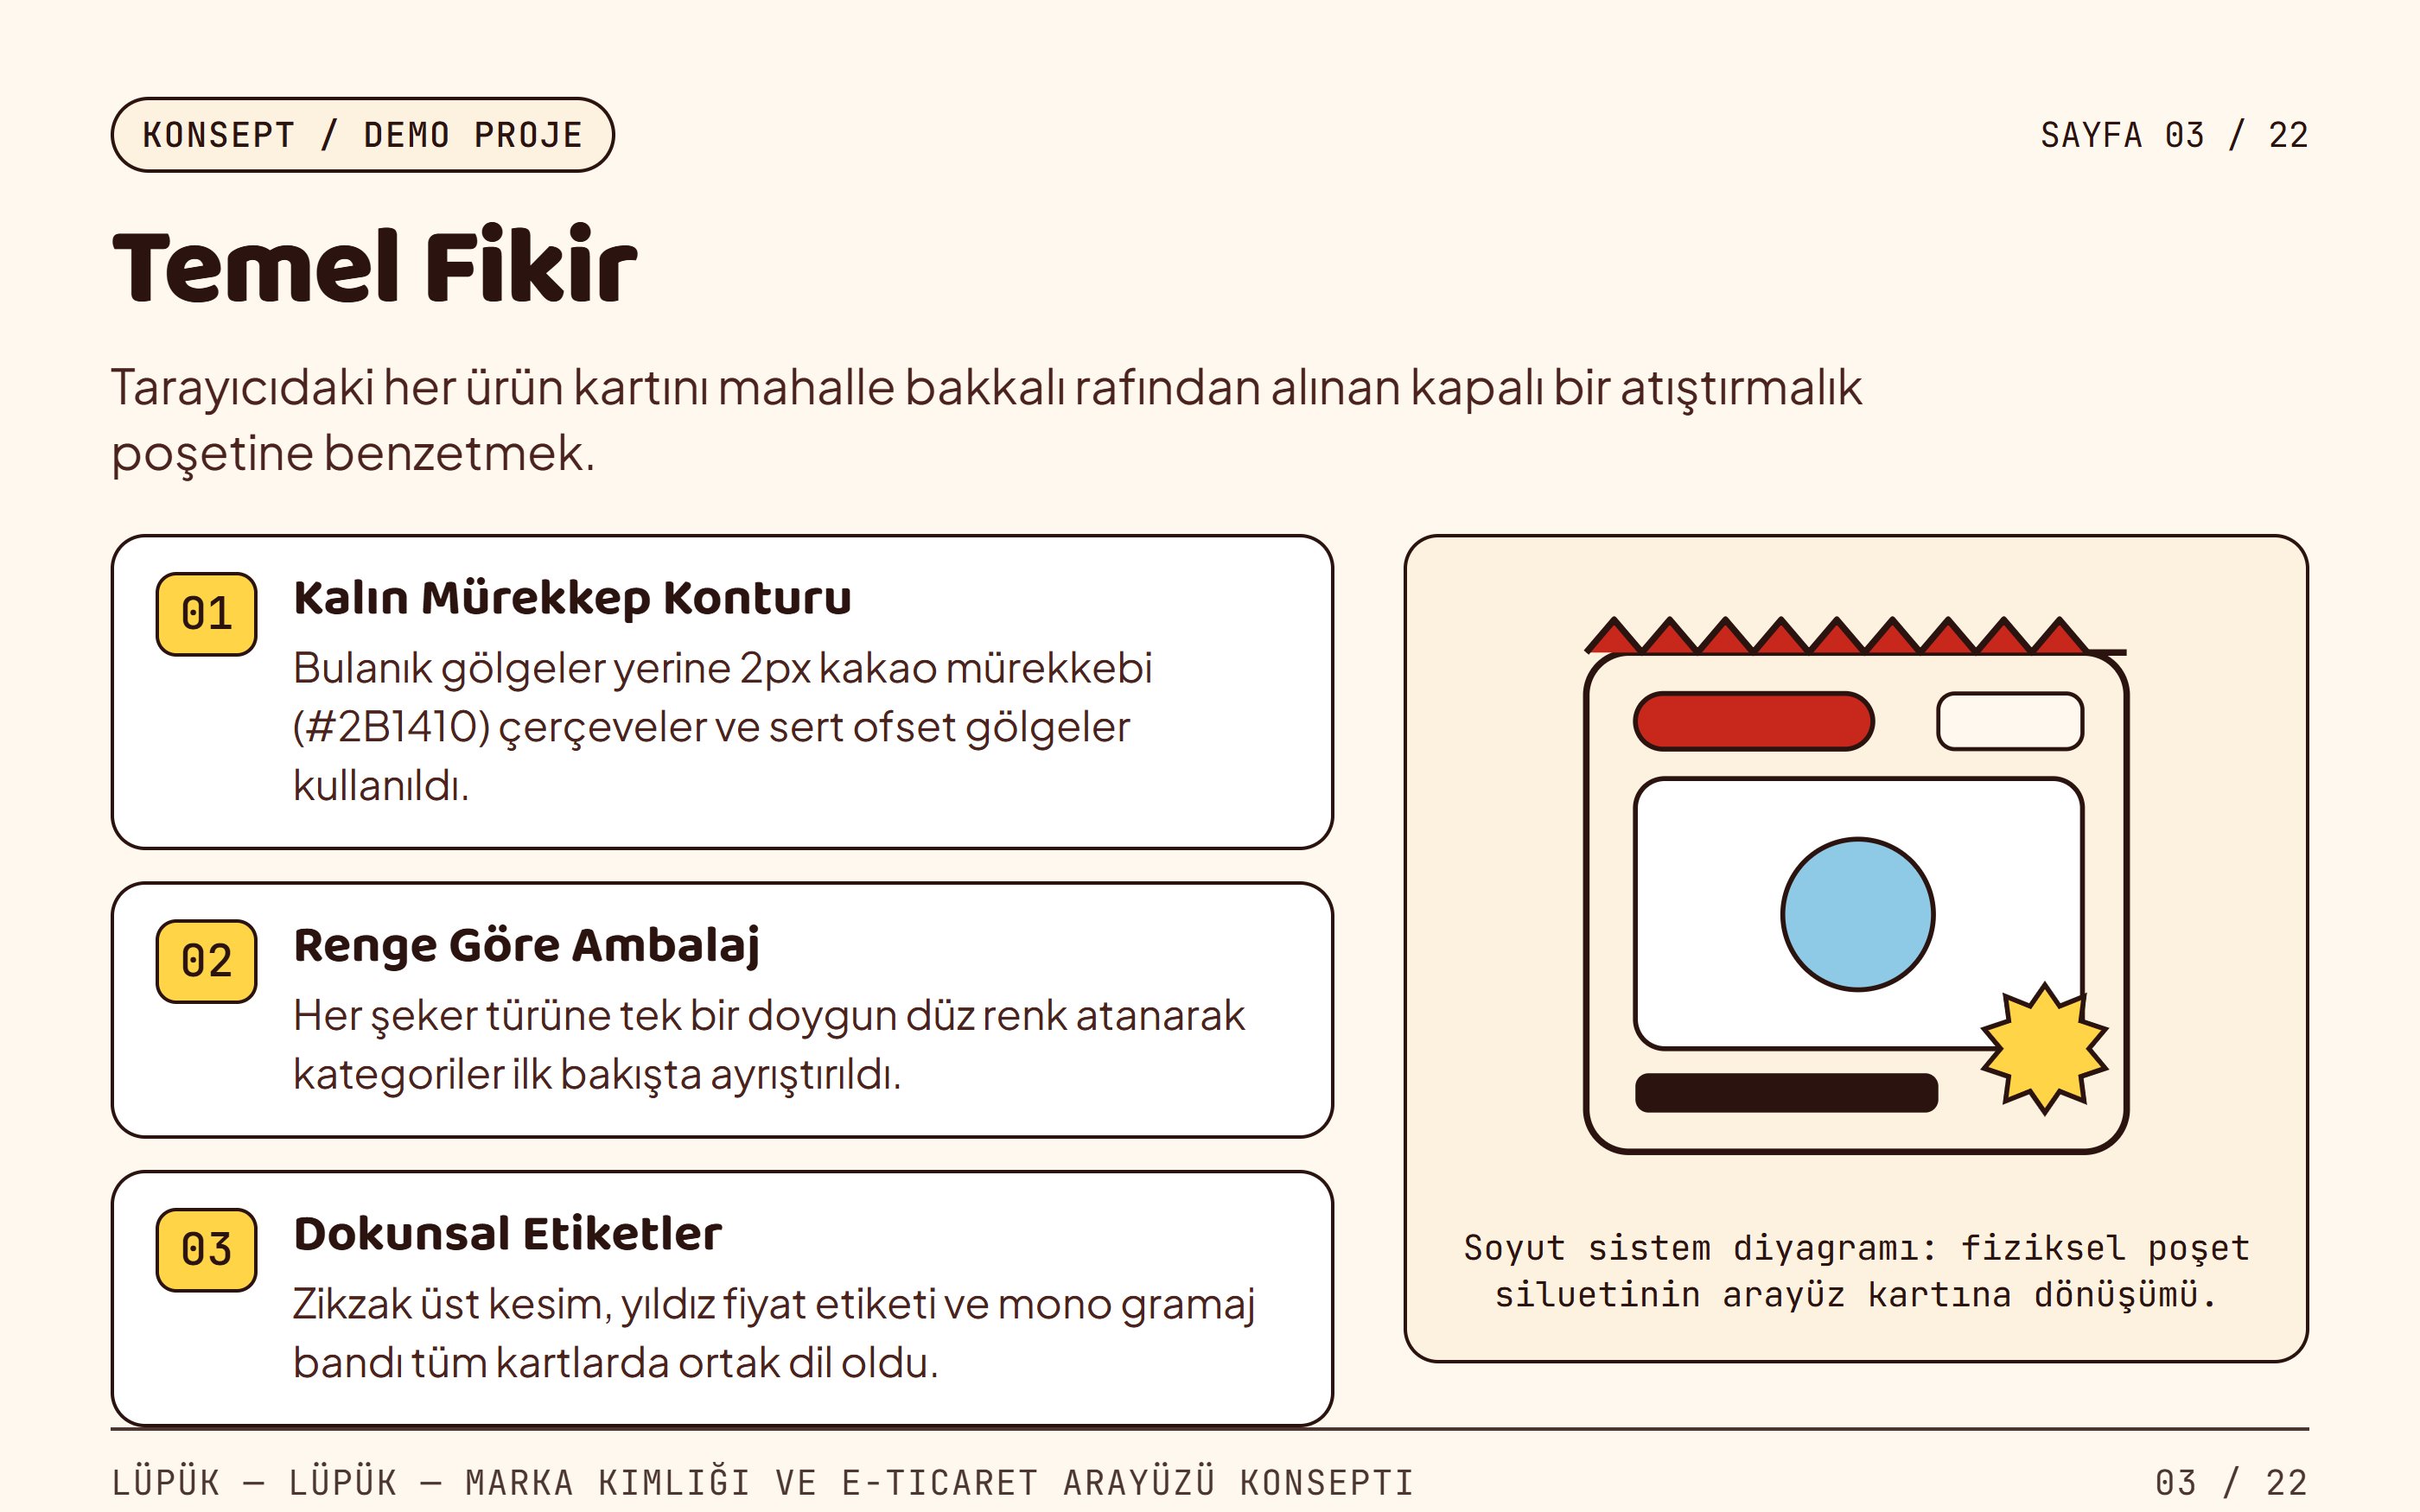 KONSEPT / DEMO PROJE
SAYFA 03 / 22
Temel Fikir
Tarayıcıdaki her ürün kartını mahalle bakkalı rafından alınan kapalı bir atıştırmalık
poşetine benzetmek.
01
Kalın Mürekkep Konturu
Bulanık gölgeler yerine 2px kakao mürekkebi
(#2B1410) çerçeveler ve sert ofset gölgeler
kullanıldı.
02
Renge Göre Ambalaj
Her şeker türüne tek bir doygun düz renk atanarak
kategoriler ilk bakışta ayrıştırıldı.
03
Dokunsal Etiketler
Zikzak üst kesim, yıldız fiyat etiketi ve mono gramaj
bandı tüm kartlarda ortak dil oldu.
Soyut sistem diyagramı: fiziksel poşet
siluetinin arayüz kartına dönüşümü.
LÜPÜK — LÜPÜK — MARKA KIMLIĞI VE E-TICARET ARAYÜZÜ KONSEPTI
03 / 22